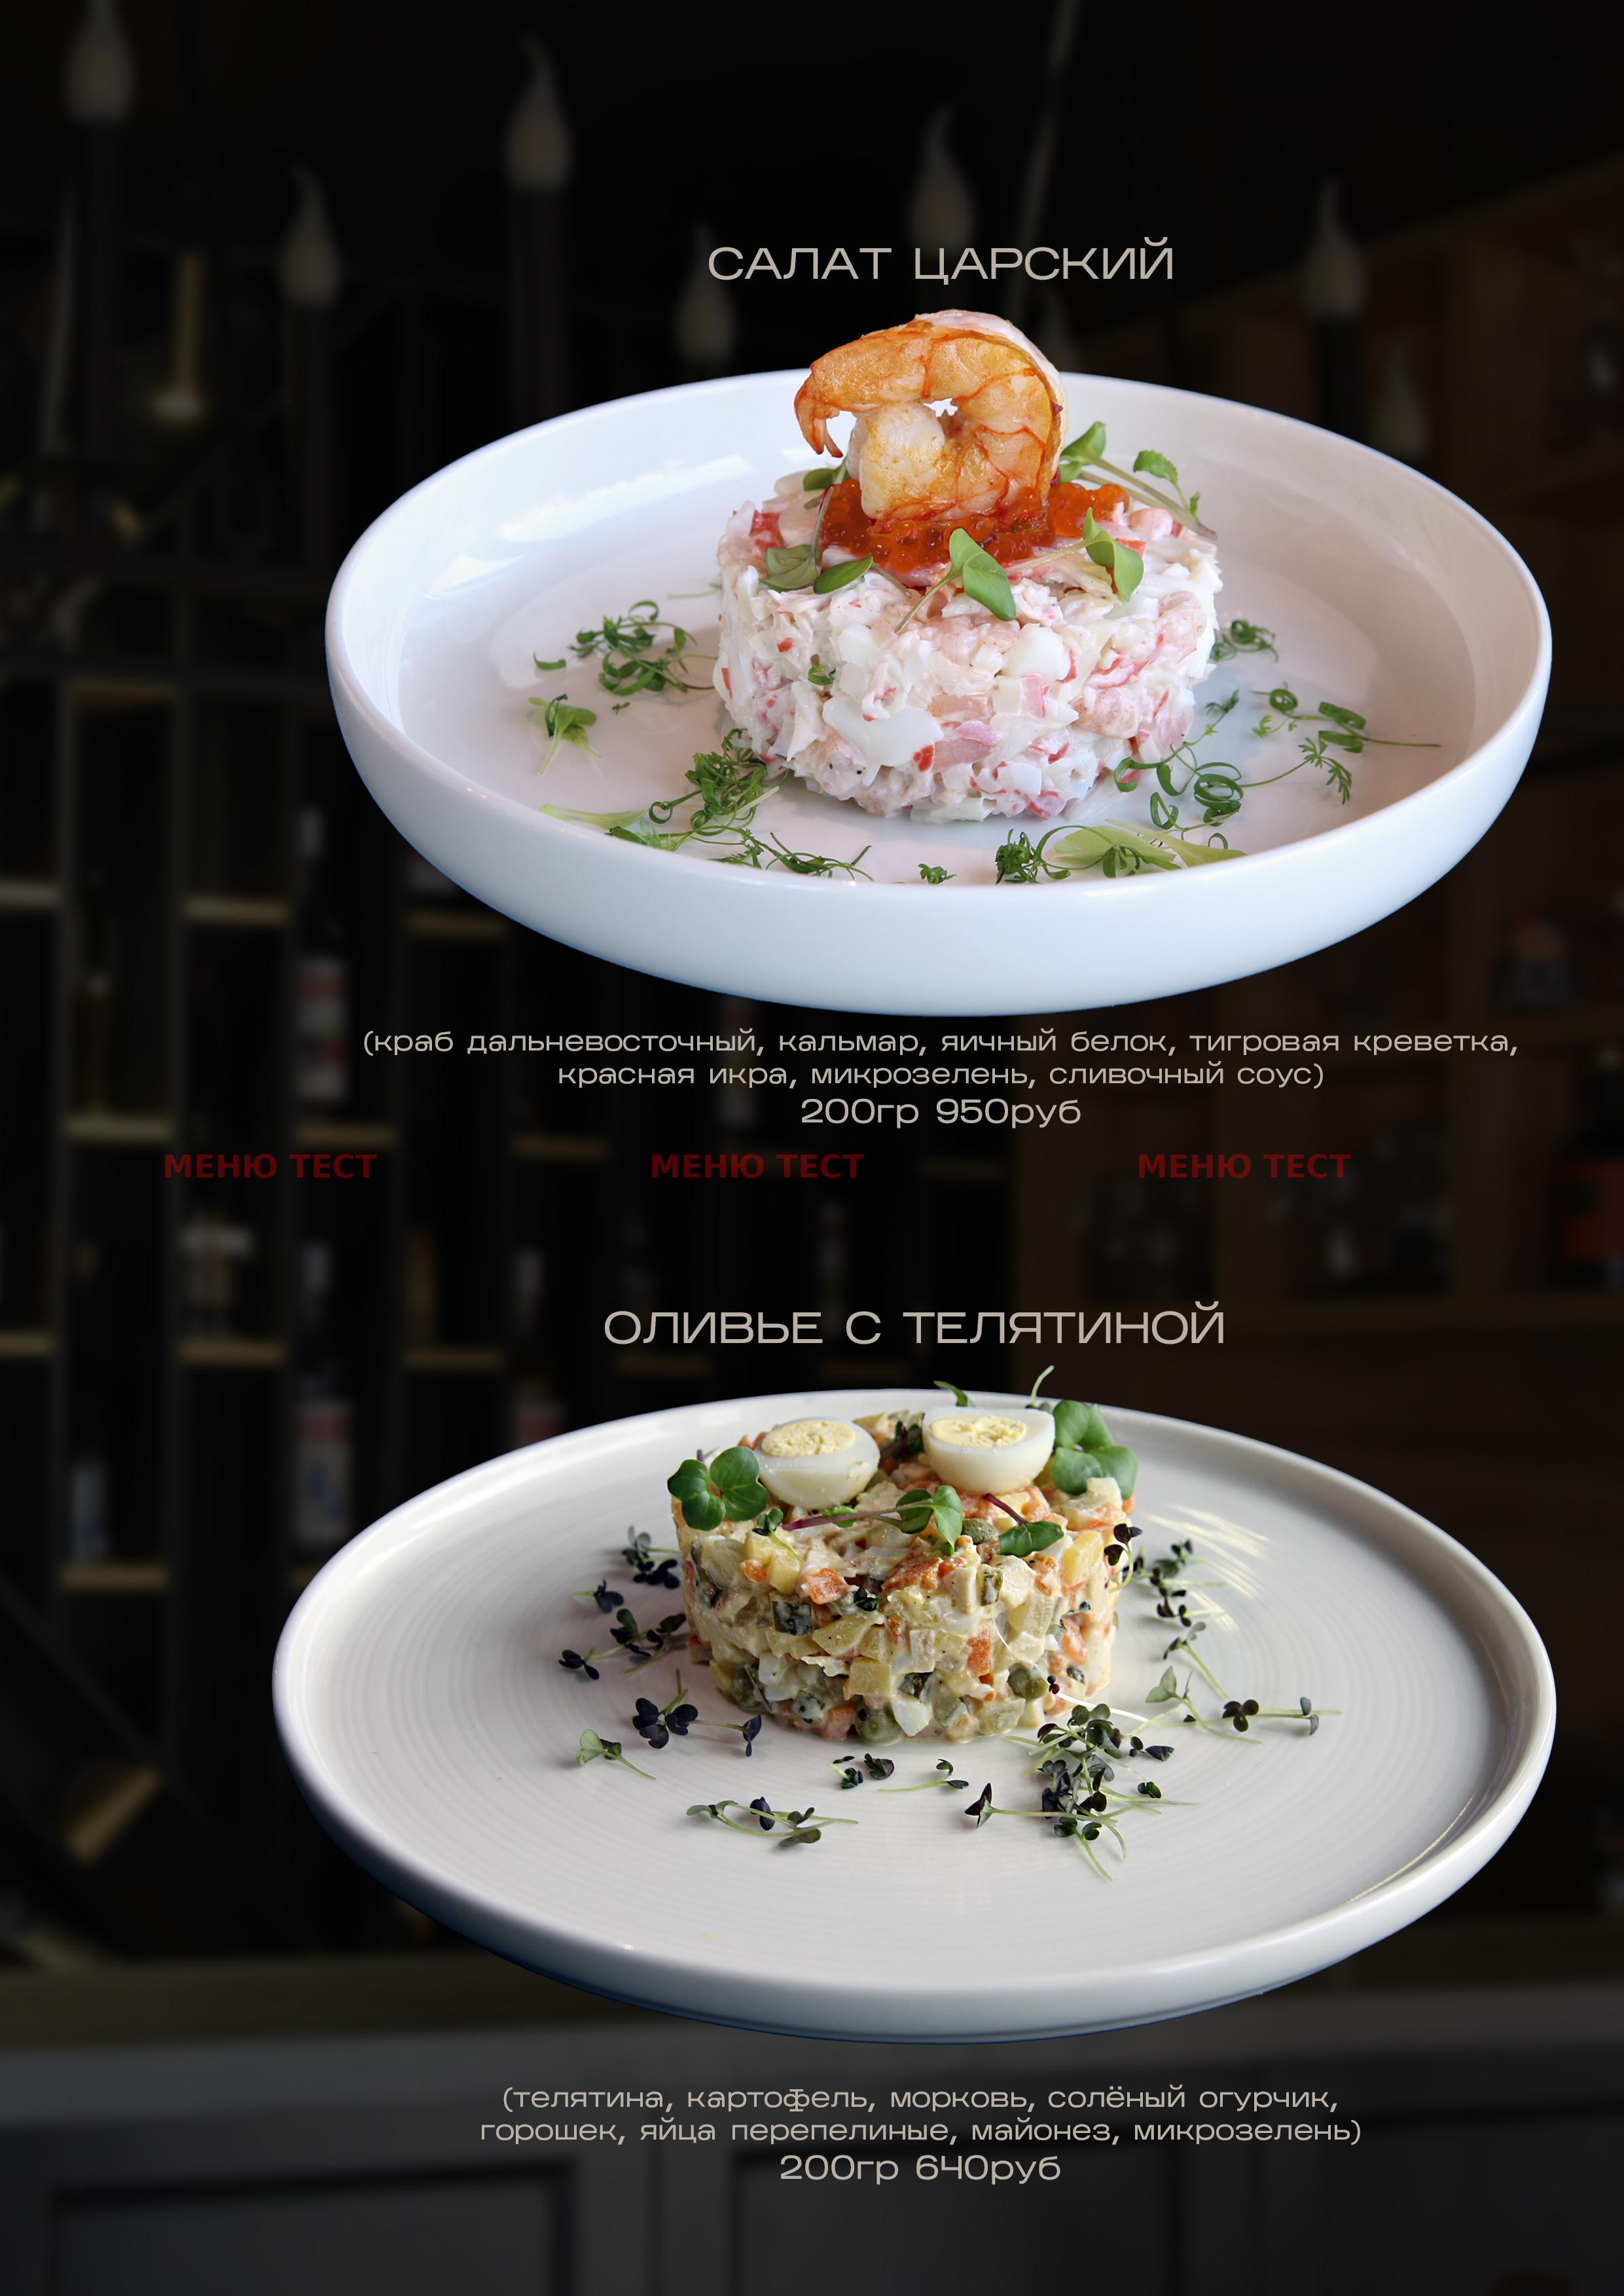 САЛАТ ЦАРСКИЙ
(краб дальневосточный, кальмар, яичный белок, тигровая креветка,
красная икра, микрозелень, сливочный соус)
200гр 950руб
МЕНЮ ТЕСТ МЕНЮ ТЕСТ МЕНЮ ТЕСТ
ОЛИВЬЕ С ТЕЛЯТИНОЙ
(телятина, картофель, морковь, солёный огурчик,
горошек, яйца перепелиные, майонез, микрозелень)
200гр 640руб